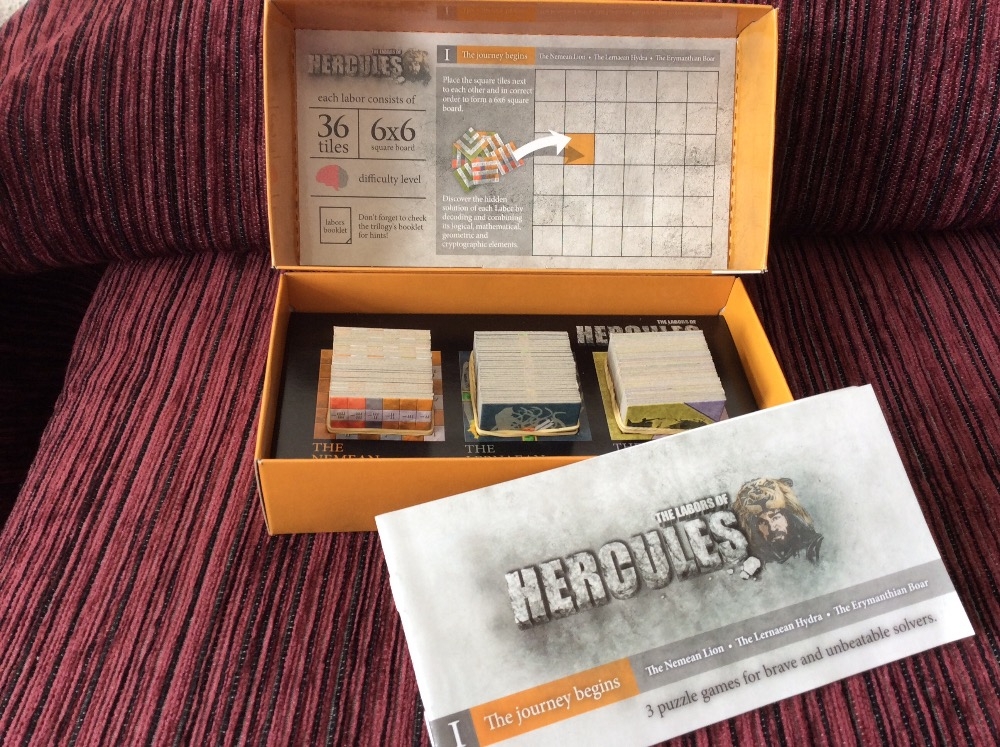 THE LABORS OF
HERCULES
each labor consists of
36
tiles
6x6
square board
difficulty level
labors
booklet
Don't forget to check
the trilogy's booklet
for hints!
I The journey begins The Nemean Lion • The Lernaean Hydra • The Erymanthian Boar
Place the square tiles next
to each other and in correct
order to form a 6x6 square
board.
Discover the hidden
solution of each Labor by
decoding and combining
its logical, mathematical,
geometric and
cryptographic elements.
THE LABORS OF
HERCULES
THE
NEMEAN
THE
LERNAEAN
THE LABORS OF
HERCULES
The Nemean Lion • The Lernaean Hydra • The Erymanthian Boar
I The journey begins
3 puzzle games for brave and unbeatable solvers.